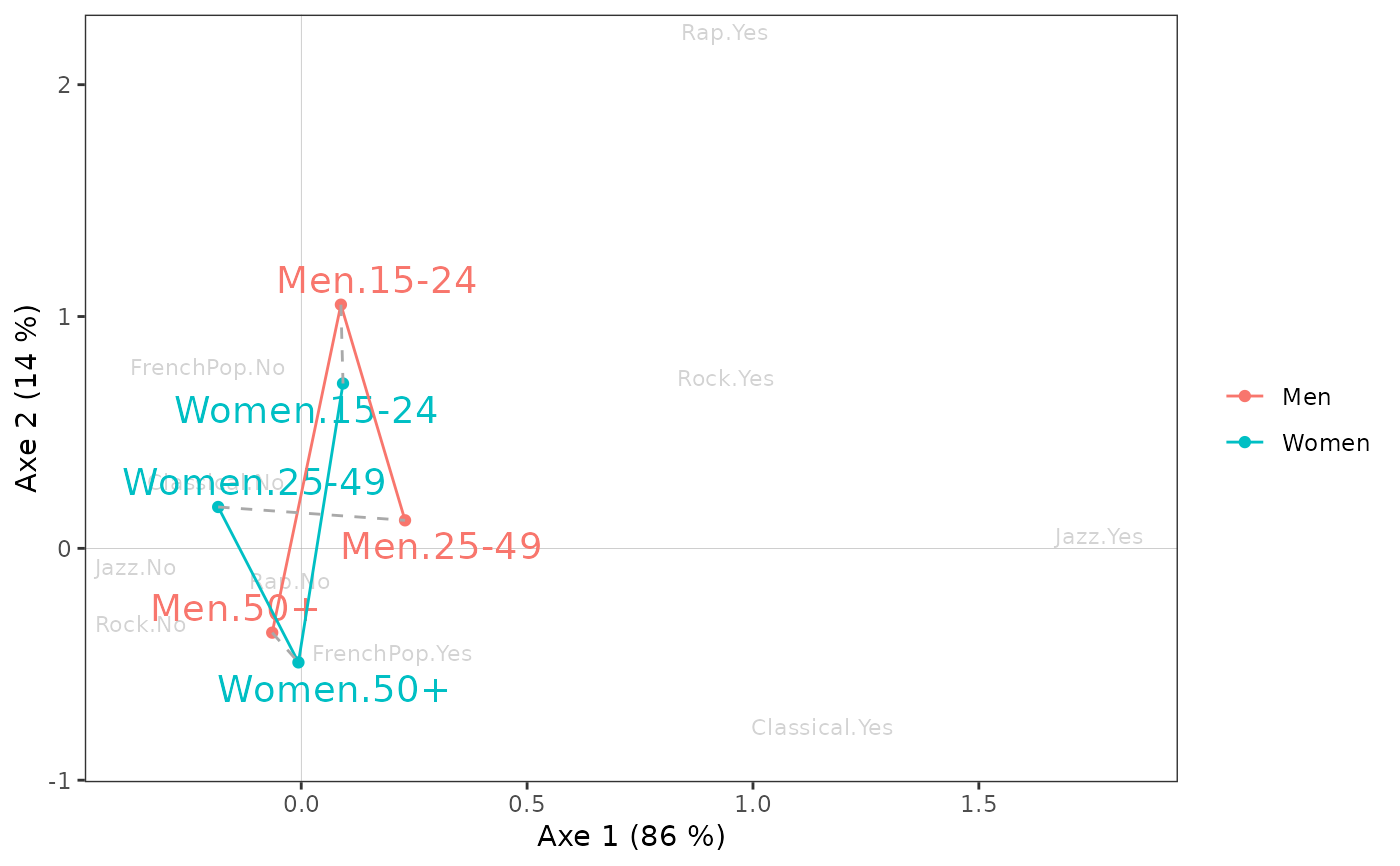 Rap.Yes
2
Men.15-24
1
FrenchPop.No
Rock.Yes
Women.15-24
Women.25-49
Classical.No
Men.25-49
0
Jazz.Yes
Jazz.No
Rap.No
Men.50+
Rock.No
FrenchPop.Yes
Women.50+
Classical.Yes
-1
0.0
0.5
1.0
1.5
Axe 1 (86 %)
Axe 2 (14 %)
Men
Women